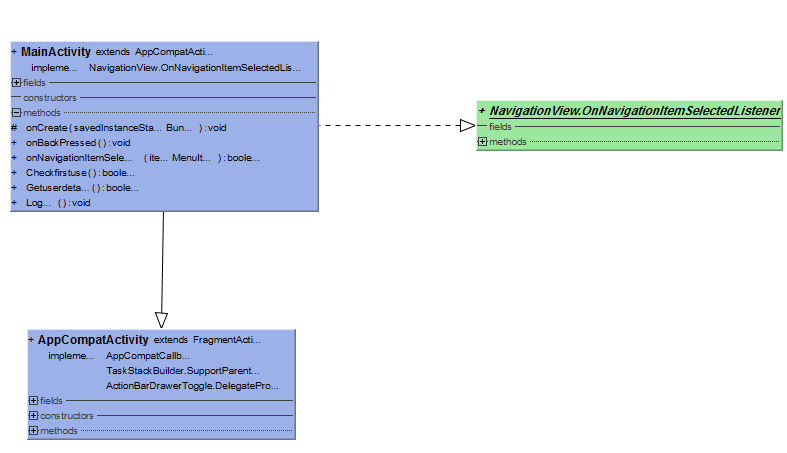 + MainActivity extends AppCompatActi...
impleme... NavigationView.OnNavigationItemSelectedLis...
+ fields
constructors
- methods
# onCreate ( savedInstanceSta... Bun... ) : void
+ onBackPressed ( ) : void
+ onNavigationItemSele... ( ite... MenuIt... ) : boole...
+ Checkfirstuse ( ) : boole...
+ Getuserdeta... ( ) : boole...
+ Log... ( ) : void
+ NavigationView.OnNavigationItemSelectedListener
fields
+ methods
+ AppCompatActivity extends FragmentActi...
impleme... AppCompatCallb...
TaskStackBuilder.SupportParent...
ActionBarDrawerToggle.DelegatePro...
+ fields
+ constructors
+ methods